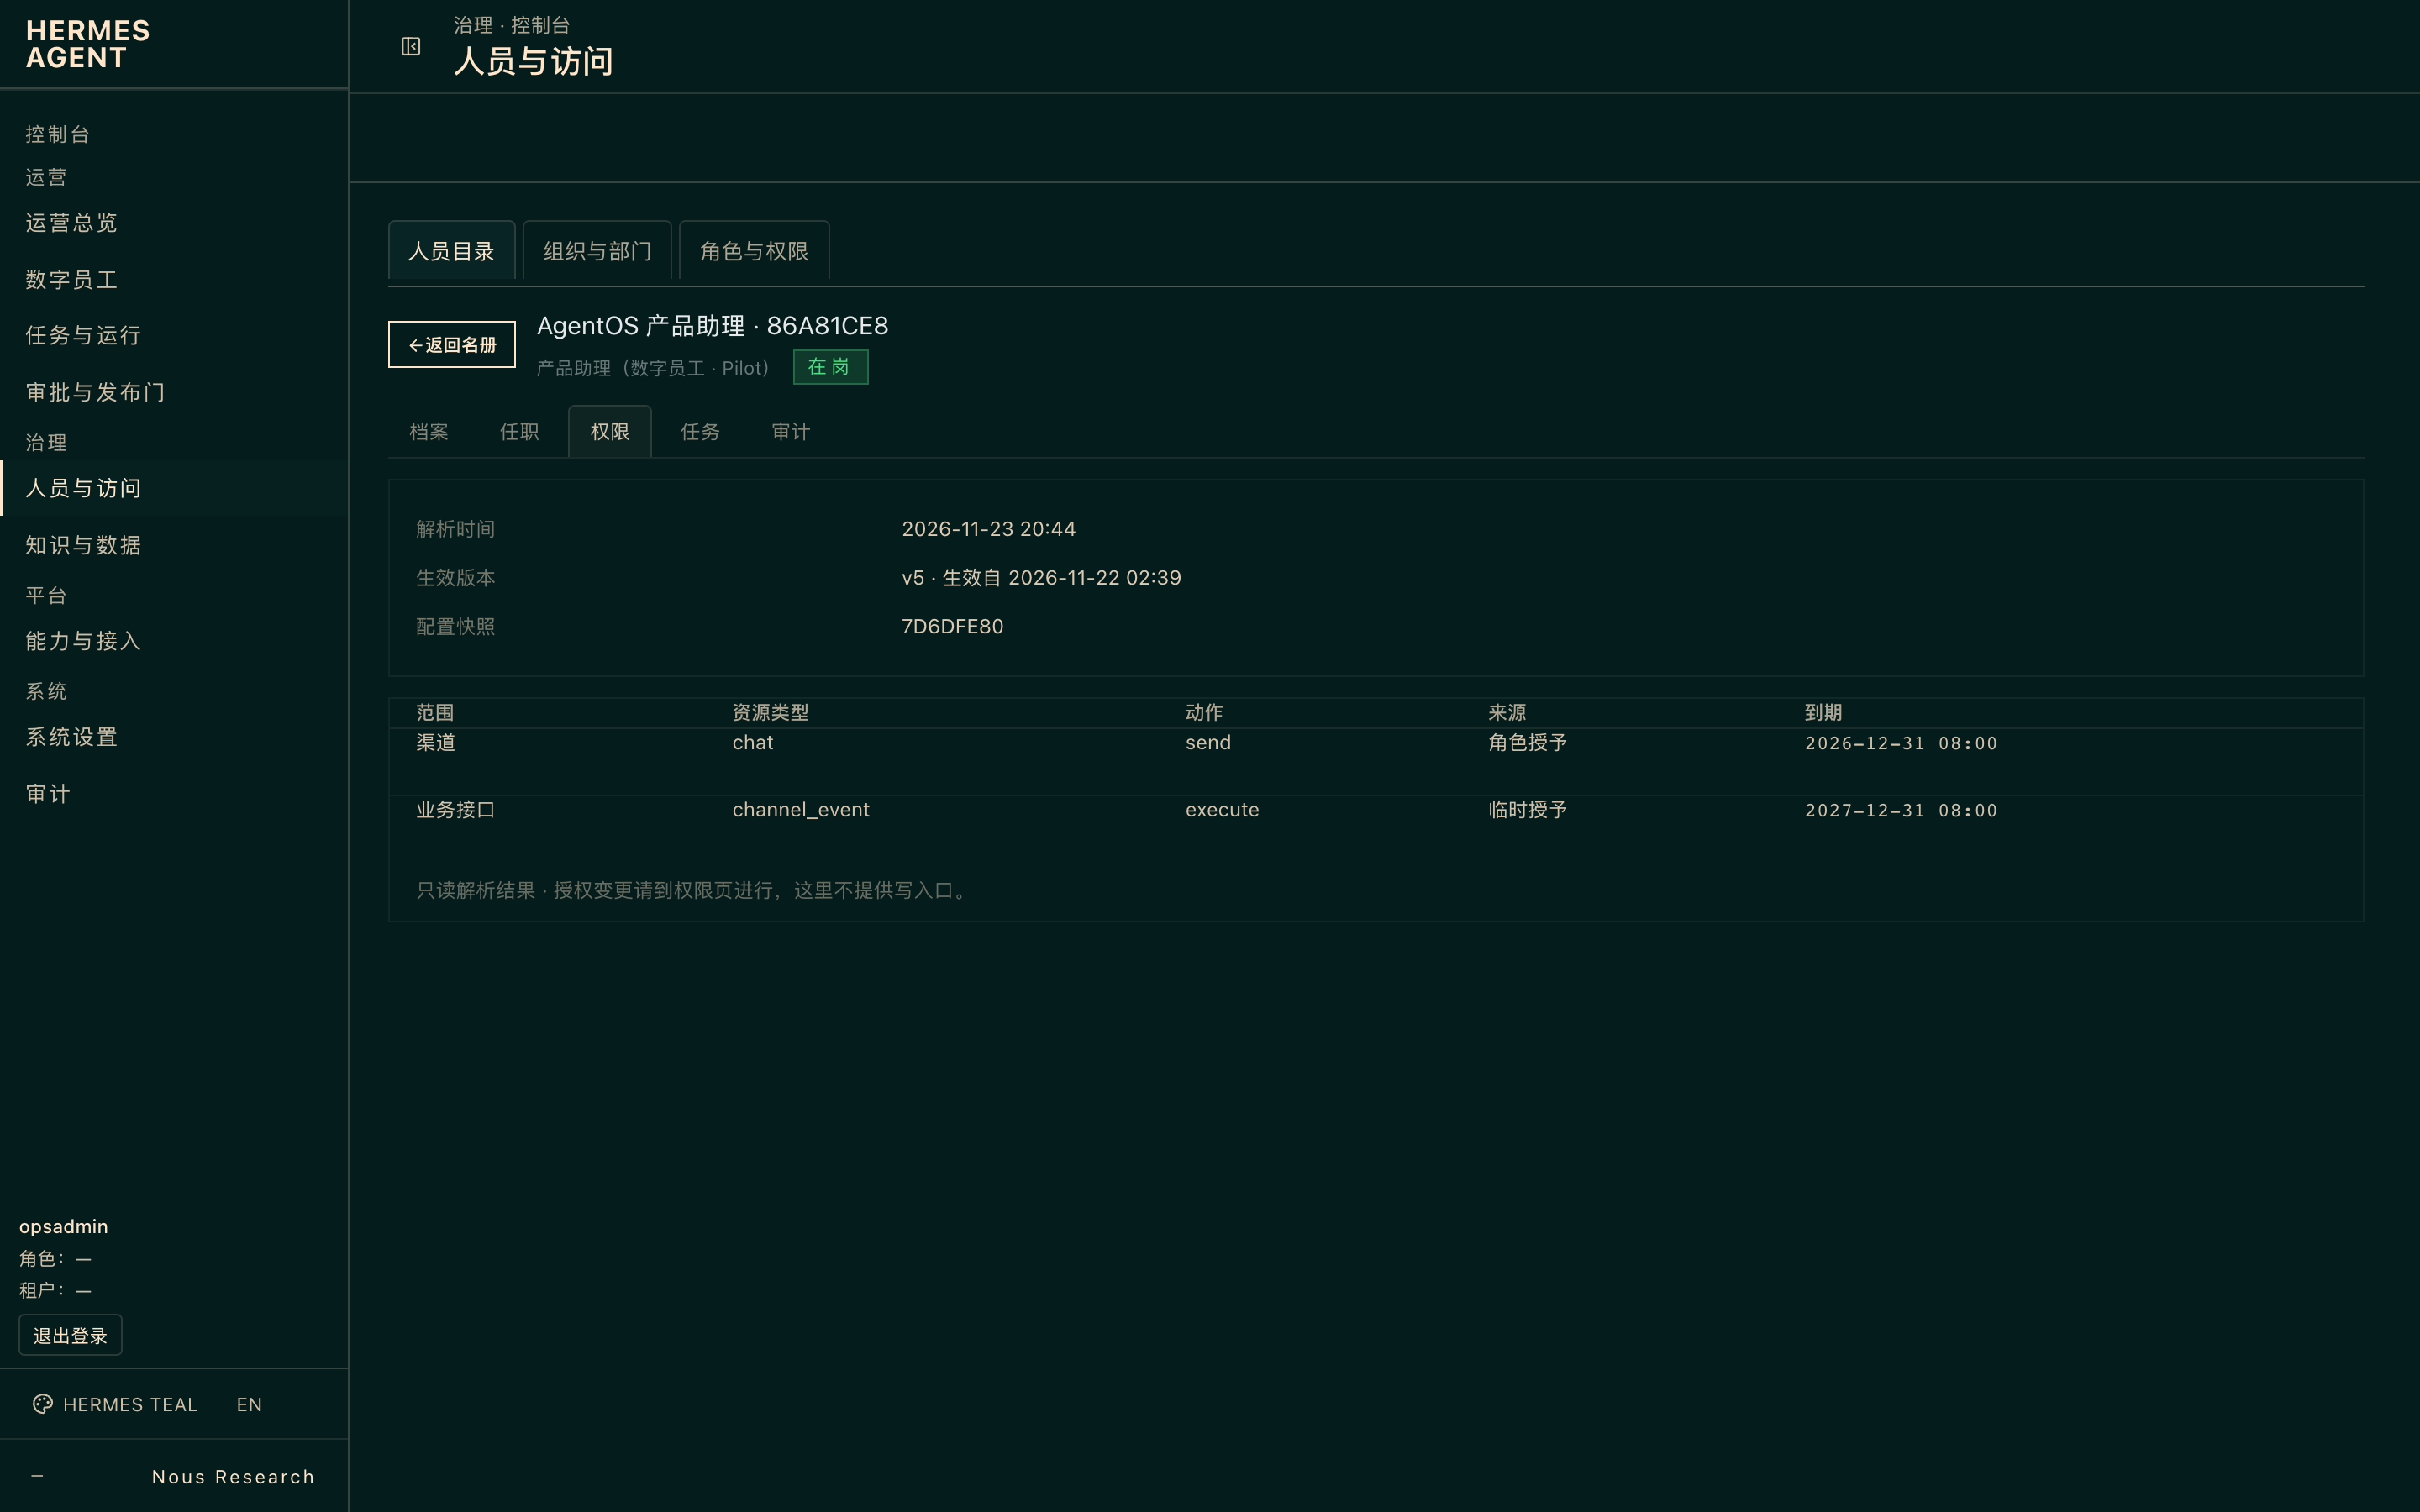 HERMES
AGENT
控制台
运营
运营总览
数字员工
任务与运行
审批与发布门
治理
人员与访问
知识与数据
平台
能力与接入
系统
系统设置
审计
opsadmin
角色：—
租户：—
退出登录
HERMES TEAL EN
— Nous Research
治理 · 控制台
人员与访问
人员目录 组织与部门 角色与权限
←返回名册
AgentOS 产品助理 · 86A81CE8
产品助理（数字员工 · Pilot） 在岗
档案 任职 权限 任务 审计
解析时间 2026-11-23 20:44
生效版本 v5 · 生效自 2026-11-22 02:39
配置快照 7D6DFE80
范围 资源类型 动作 来源 到期
渠道 chat send 角色授予 2026-12-31 08:00
业务接口 channel_event execute 临时授予 2027-12-31 08:00
只读解析结果 · 授权变更请到权限页进行，这里不提供写入口。